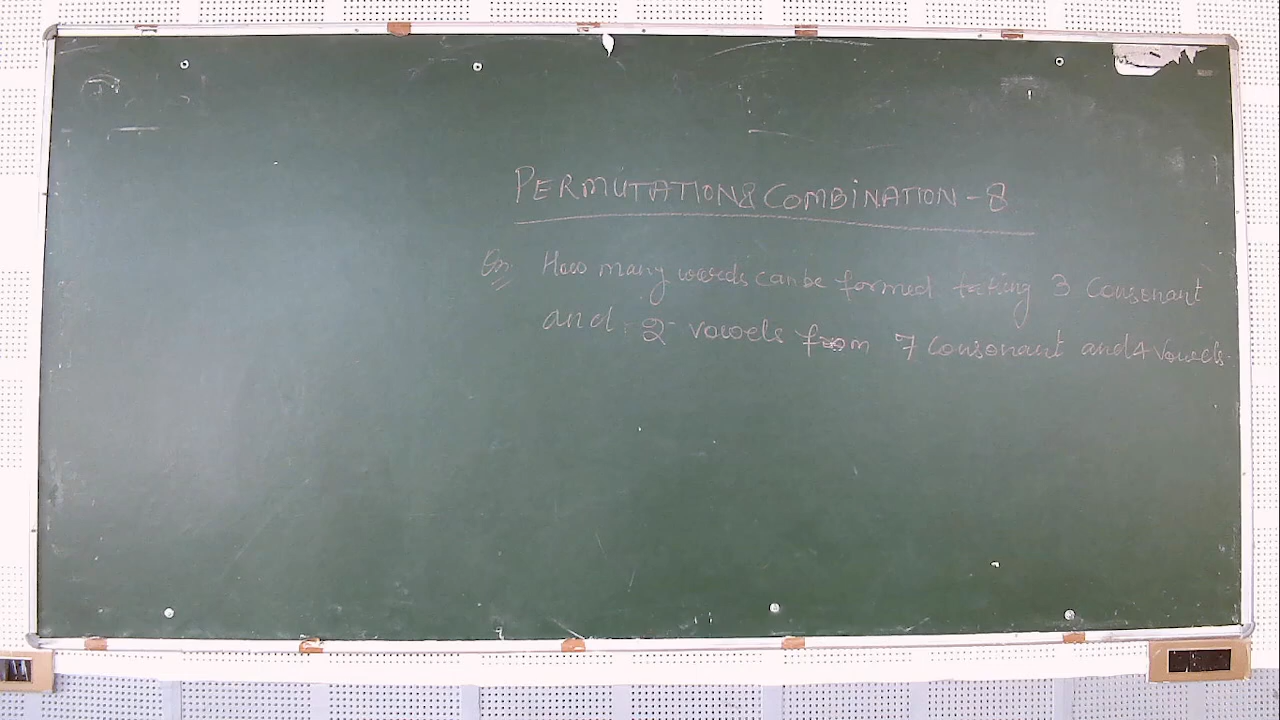 PERMUTATION & COMBINATION - 8
How many words can be formed taking 3 consonant
and 2 vowels from 7 consonant and 4 vowels.